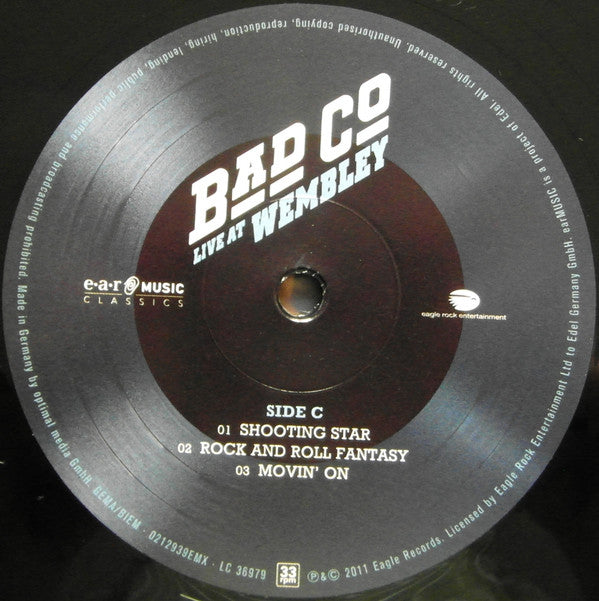 BAD CO
LIVE AT WEMBLEY
e·a·r MUSIC
CLASSICS
eagle rock entertainment
SIDE C
01 SHOOTING STAR
02 ROCK AND ROLL FANTASY
03 MOVIN' ON
33
rpm
℗&© 2011 Eagle Records. Licensed by Eagle Rock Entertainment Ltd to Edel Germany GmbH. earMUSIC is a project of Edel. All rights reserved. Unauthorised copying, reproduction, hiring, lending, public performance and broadcasting prohibited. Made in Germany by optimal media GmbH. GEMA/BIEM · 0212939EMX · LC 36979